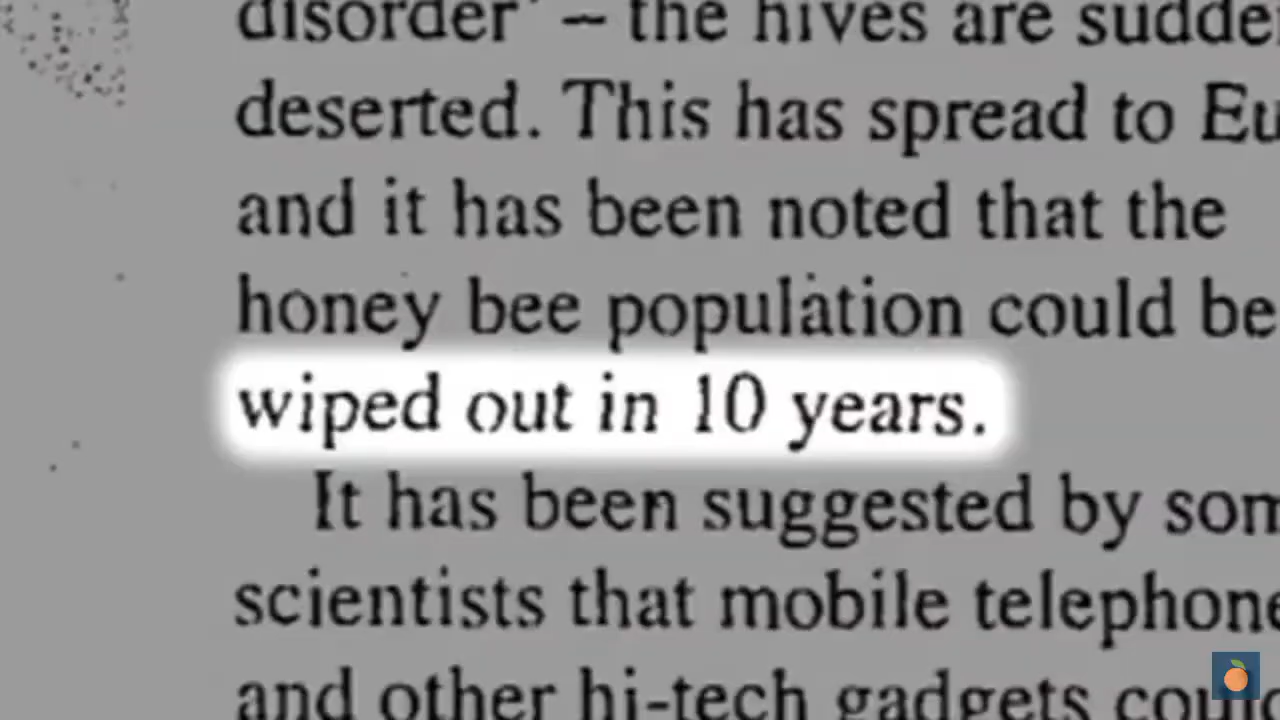 disorder' – the hives are sudde
deserted. This has spread to Eu
and it has been noted that the
honey bee population could be
wiped out in 10 years.
It has been suggested by som
scientists that mobile telephone
and other hi-tech gadgets could